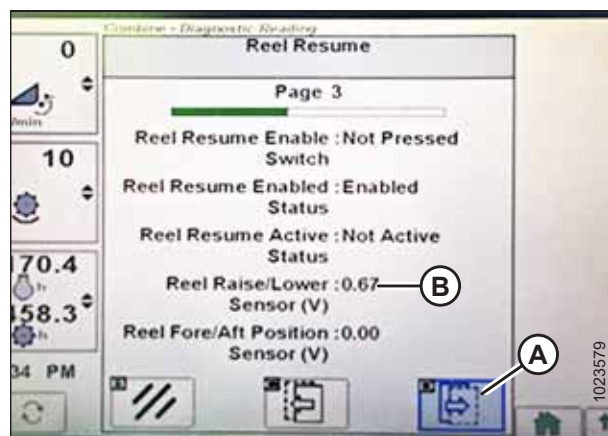 Combine - Diagnostic Reading
Reel Resume
Page 3
Reel Resume Enable : Not Pressed
Switch
Reel Resume Enabled : Enabled
Status
Reel Resume Active : Not Active
Status
Reel Raise/Lower : 0.67
Sensor (V)
Reel Fore/Aft Position : 0.00
Sensor (V)
0
/min
10
170.4
h
458.3
h
34 PM
B
A
1023579